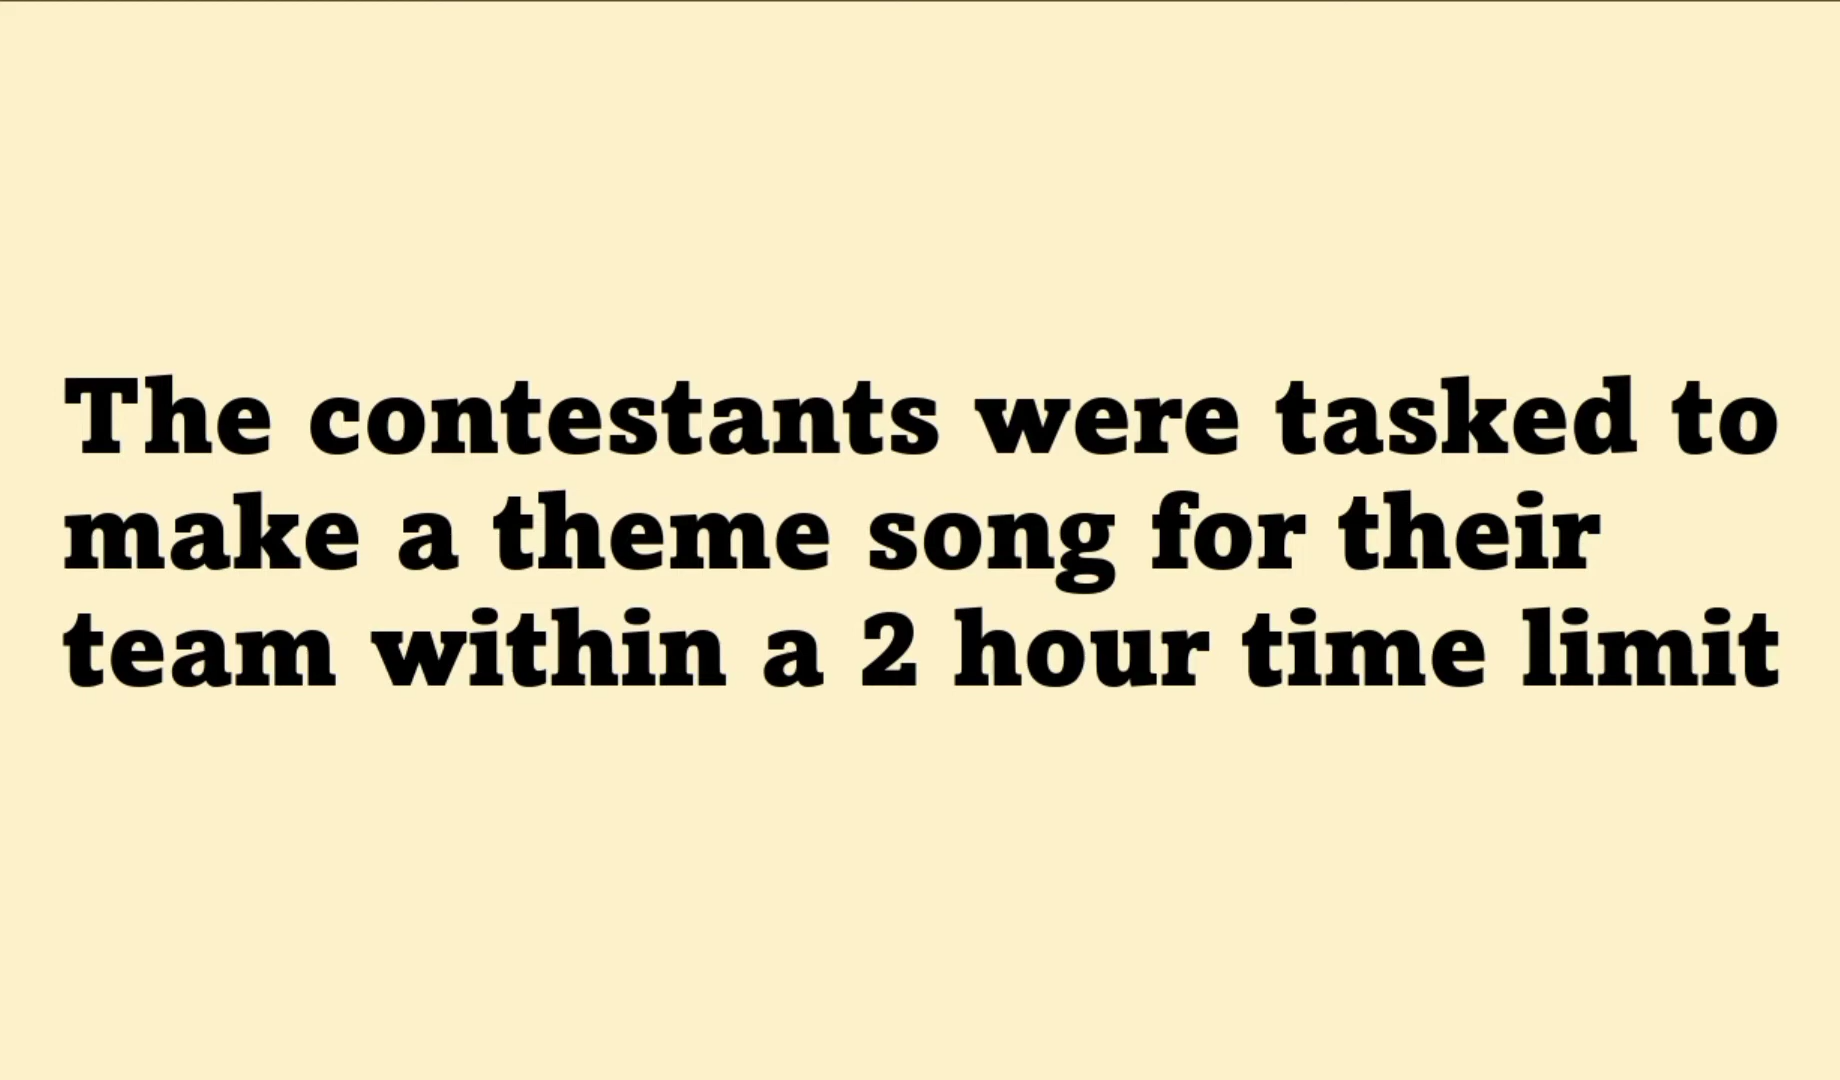 The contestants were tasked to
make a theme song for their
team within a 2 hour time limit